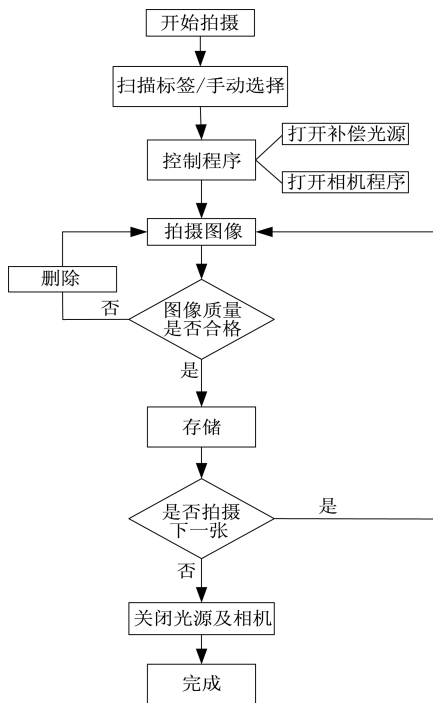 开始拍摄
扫描标签/手动选择
打开补偿光源
控制程序
打开相机程序
拍摄图像
删除
否
图像质量
是否合格
是
存储
是否拍摄
下一张
是
否
关闭光源及相机
完成